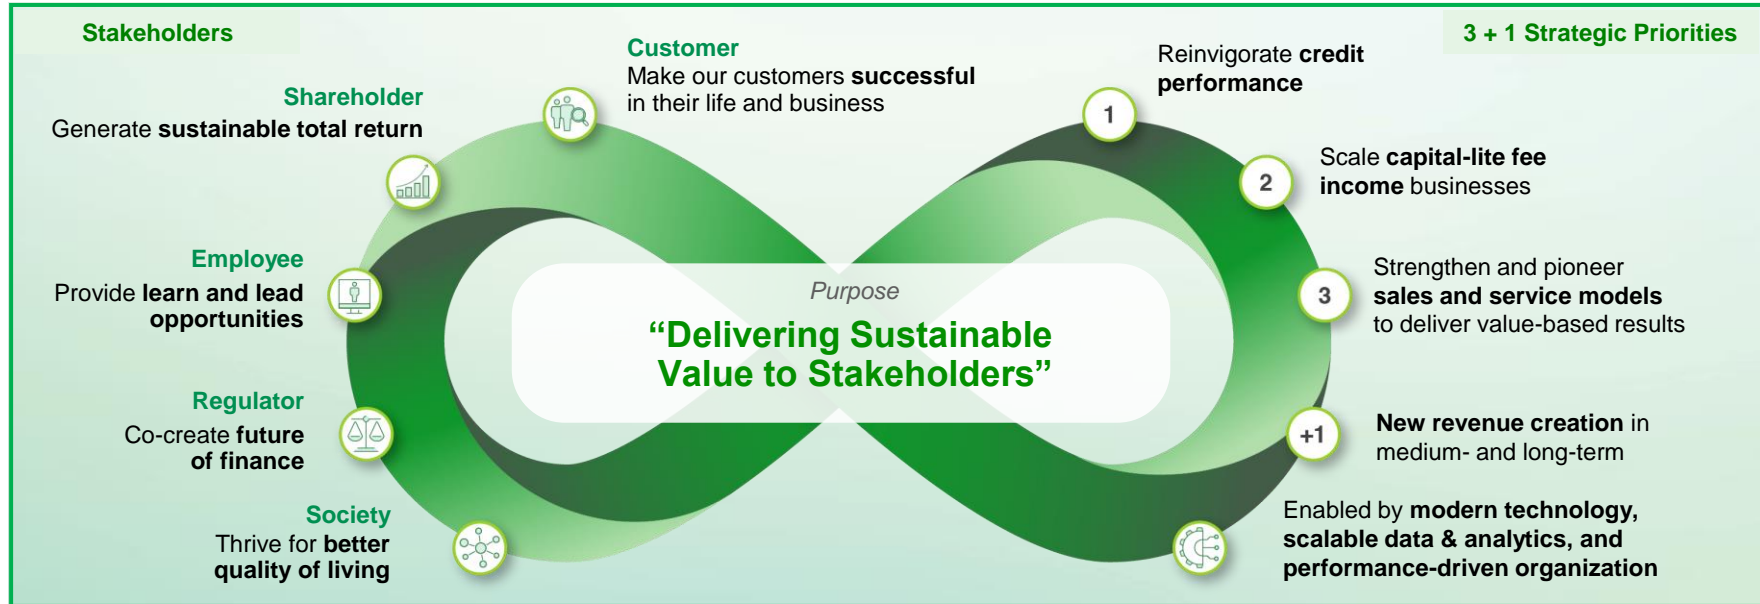 Stakeholders
3 + 1 Strategic Priorities
Customer
Make our customers successful
in their life and business
Shareholder
Generate sustainable total return
Employee
Provide learn and lead
opportunities
Regulator
Co-create future
of finance
Society
Thrive for better
quality of living
Purpose
“Delivering Sustainable
Value to Stakeholders”
1
Reinvigorate credit
performance
2
Scale capital-lite fee
income businesses
3
Strengthen and pioneer
sales and service models
to deliver value-based results
+1
New revenue creation in
medium- and long-term
Enabled by modern technology,
scalable data & analytics, and
performance-driven organization